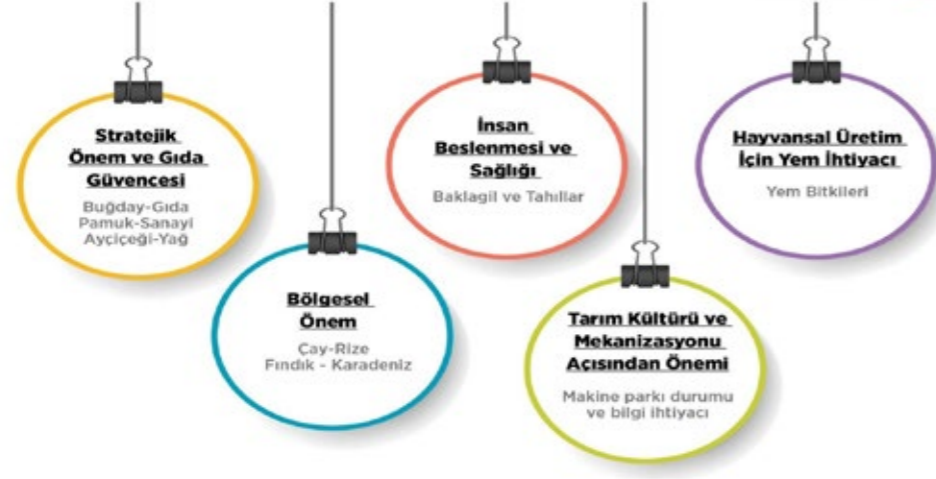 Stratejik
Önem ve Gıda
Güvencesi
Buğday-Gıda
Pamuk-Sanayi
Ayçiçeği-Yağ
Bölgesel
Önem
Çay-Rize
Fındık - Karadeniz
İnsan
Beslenmesi ve
Sağlığı
Baklagil ve Tahıllar
Tarım Kültürü ve
Mekanizasyonu
Açısından Önemi
Makine parkı durumu
ve bilgi ihtiyacı
Hayvansal Üretim
İçin Yem İhtiyacı
Yem Bitkileri